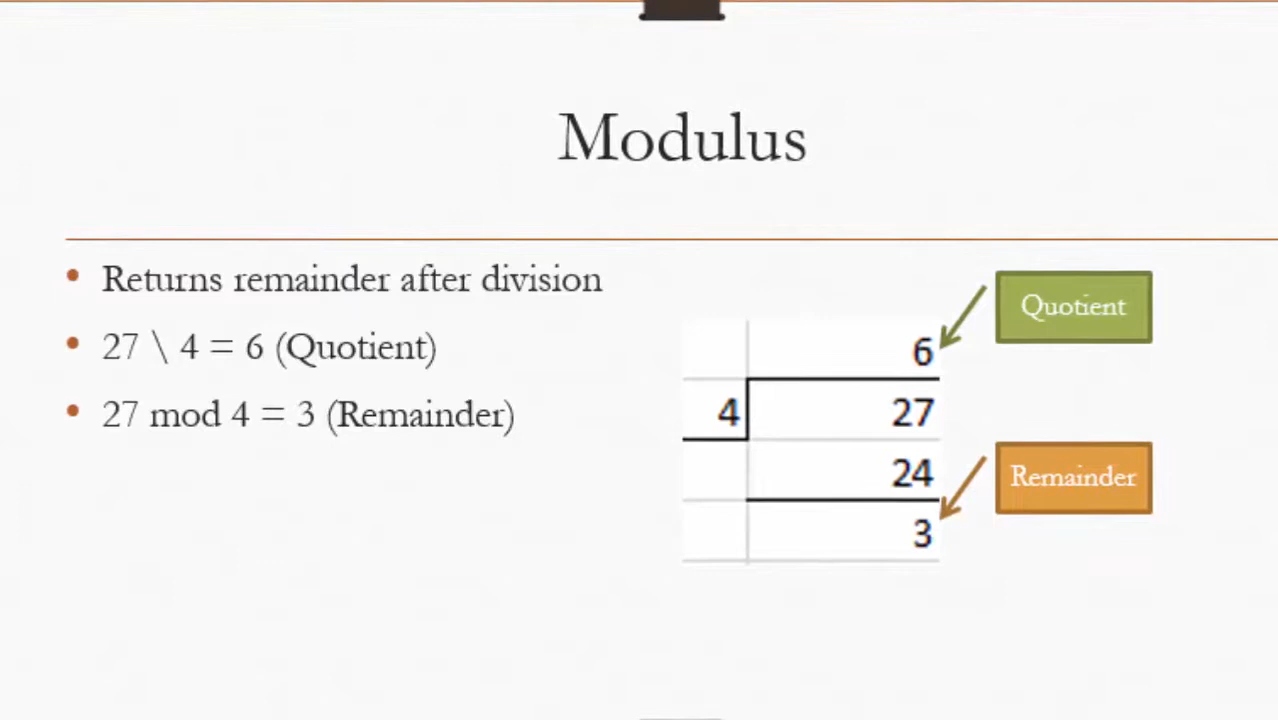 Modulus
• Returns remainder after division
• 27 \ 4 = 6 (Quotient)
• 27 mod 4 = 3 (Remainder)
Quotient
6
4 27
24
Remainder
3